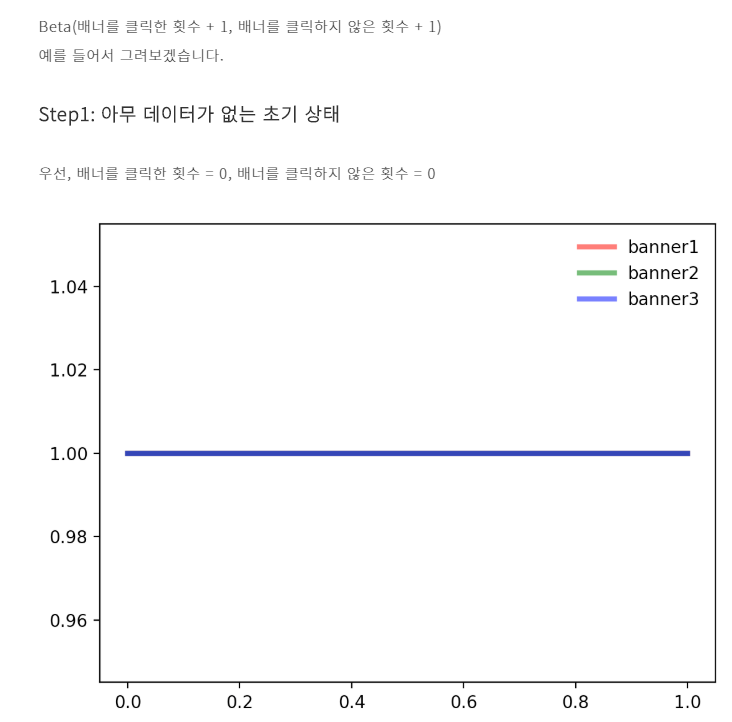 Beta(배너를 클릭한 횟수 + 1, 배너를 클릭하지 않은 횟수 + 1)
예를 들어서 그려보겠습니다.
Step1: 아무 데이터가 없는 초기 상태
우선, 배너를 클릭한 횟수 = 0, 배너를 클릭하지 않은 횟수 = 0
banner1
banner2
banner3
1.04
1.02
1.00
0.98
0.96
0.0 0.2 0.4 0.6 0.8 1.0